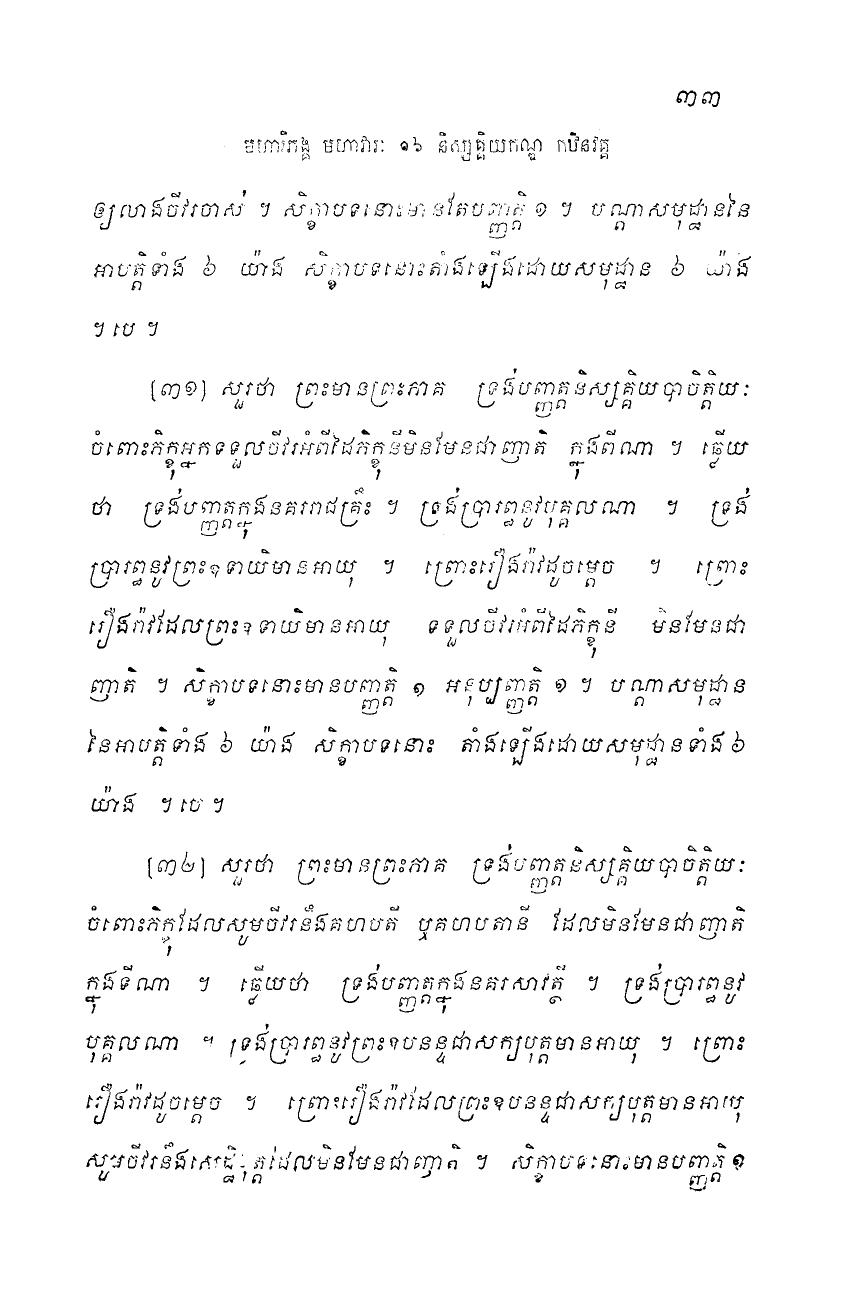 ៣៣
មហាវិភង្គ មហាវារៈ ១៦ និស្សគ្គិយកណ្ឌ កឋិនវគ្គ
ឲ្យលាងចីវរចាស់ ។ សិក្ខាបទនោះមានតែបញ្ញត្តិ ១ ។ បណ្តាសមុដ្ឋាននៃ
អាបត្តិទាំង ៦ យ៉ាង សិក្ខាបទនោះតាំងឡើងដោយសមុដ្ឋាន ៦ យ៉ាង
។ បេ ។
[៣១] សួរថា ព្រះមានព្រះភាគ ទ្រង់បញ្ញត្តនិស្សគ្គិយបាចិត្តិយៈ
ចំពោះភិក្ខុអ្នកទទួលចីវរអំពីដៃភិក្ខុនីមិនមែនជាញាតិ ក្នុងពីណា ។ ឆ្លើយ
ថា ទ្រង់បញ្ញត្តក្នុងនគររាជគ្រឹះ ។ ទ្រង់ប្រារព្ធនូវបុគ្គលណា ។ ទ្រង់
ប្រារព្ធនូវព្រះឧទាយិមានអាយុ ។ ព្រោះរឿងរ៉ាវដូចម្តេច ។ ព្រោះ
រឿងរ៉ាវដែលព្រះឧទាយិមានអាយុ ទទួលចីវរអំពីដៃភិក្ខុនី មិនមែនជា
ញាតិ ។ សិក្ខាបទនោះមានបញ្ញត្តិ ១ អនុប្បញ្ញត្តិ ១ ។ បណ្តាសមុដ្ឋាន
នៃអាបត្តិទាំង ៦ យ៉ាង សិក្ខាបទនោះ តាំងឡើងដោយសមុដ្ឋានទាំង ៦
យ៉ាង ។ បេ ។
[៣២] សួរថា ព្រះមានព្រះភាគ ទ្រង់បញ្ញត្តនិស្សគ្គិយបាចិត្តិយៈ
ចំពោះភិក្ខុដែលសូមចីវរនឹងគហបតី ឬគហបតានី ដែលមិនមែនជាញាតិ
ក្នុងទីណា ។ ឆ្លើយថា ទ្រង់បញ្ញត្តក្នុងនគរសាវត្ថី ។ ទ្រង់ប្រារព្ធនូវ
បុគ្គលណា ។ ទ្រង់ប្រារព្ធនូវព្រះឧបនន្ទជាសក្យបុត្តមានអាយុ ។ ព្រោះ
រឿងរ៉ាវដូចម្តេច ។ ព្រោះរឿងរ៉ាវដែលព្រះឧបនន្ទជាសក្យបុត្តមានអាយុ
សូមចីវរនឹងសេដ្ឋិបុត្តដែលមិនមែនជាញាតិ ។ សិក្ខាបទនោះមានបញ្ញត្តិ ១